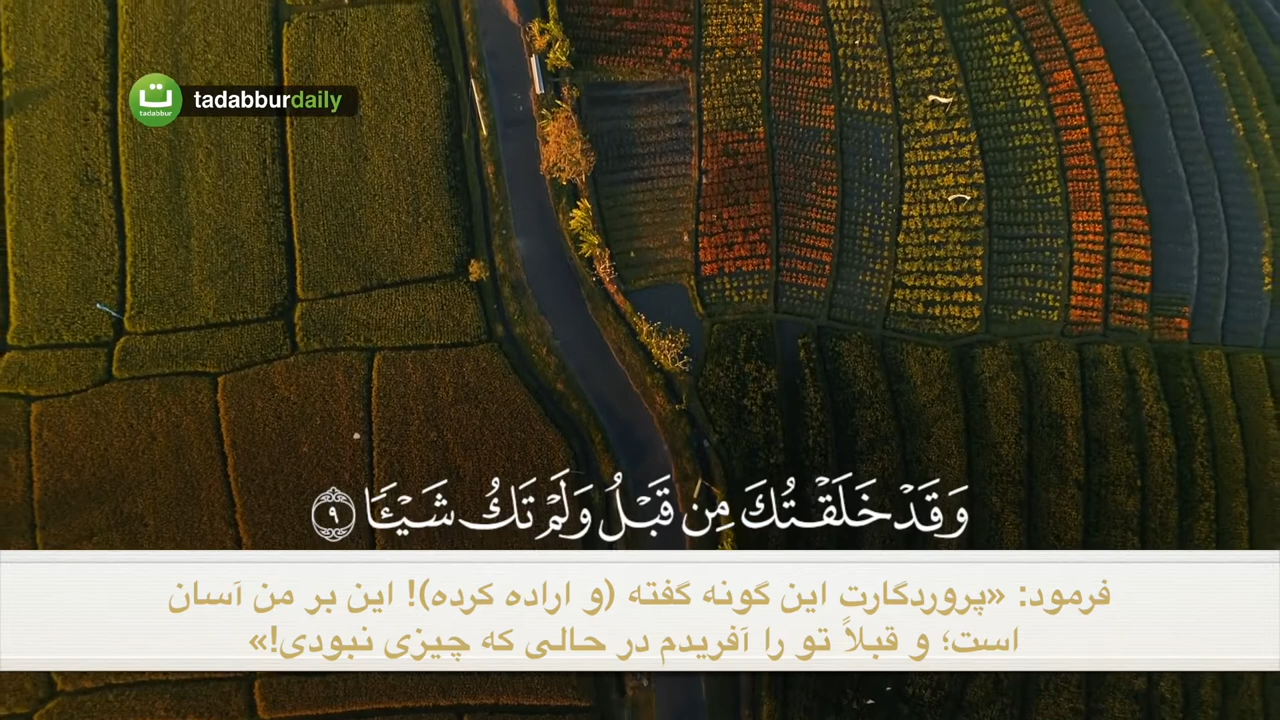 ت
tadabbur
tadabburdaily
وَقَدْ خَلَقْتُكَ مِن قَبْلُ وَلَمْ تَكُ شَيْـًٔا ٩
فرمود: «پروردگارت این گونه گفته (و اراده کرده)! این بر من آسان
است؛ و قبلاً تو را آفریدم در حالی که چیزی نبودی!»